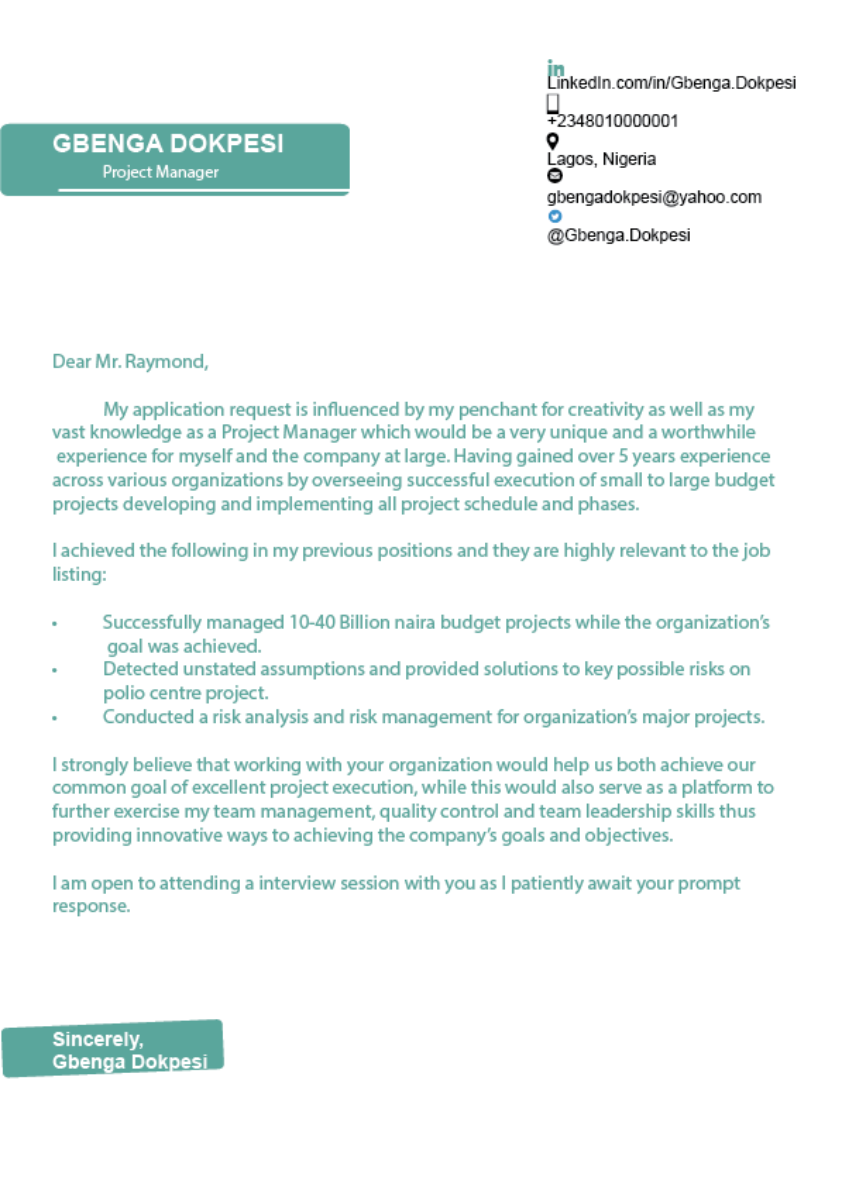 in
LinkedIn.com/in/Gbenga.Dokpesi
+2348010000001
Lagos, Nigeria
gbengadokpesi@yahoo.com
@Gbenga.Dokpesi
GBENGA DOKPESI
Project Manager
Dear Mr. Raymond,
My application request is influenced by my penchant for creativity as well as my
vast knowledge as a Project Manager which would be a very unique and a worthwhile
experience for myself and the company at large. Having gained over 5 years experience
across various organizations by overseeing successful execution of small to large budget
projects developing and implementing all project schedule and phases.
I achieved the following in my previous positions and they are highly relevant to the job
listing:
• Successfully managed 10-40 Billion naira budget projects while the organization’s
goal was achieved.
• Detected unstated assumptions and provided solutions to key possible risks on
polio centre project.
• Conducted a risk analysis and risk management for organization’s major projects.
I strongly believe that working with your organization would help us both achieve our
common goal of excellent project execution, while this would also serve as a platform to
further exercise my team management, quality control and team leadership skills thus
providing innovative ways to achieving the company’s goals and objectives.
I am open to attending a interview session with you as I patiently await your prompt
response.
Sincerely,
Gbenga Dokpesi